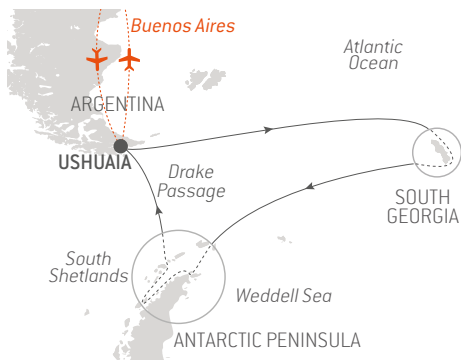 Buenos Aires
Atlantic
Ocean
ARGENTINA
USHUAIA
Drake
Passage
SOUTH
GEORGIA
South
Shetlands
Weddell Sea
ANTARCTIC PENINSULA